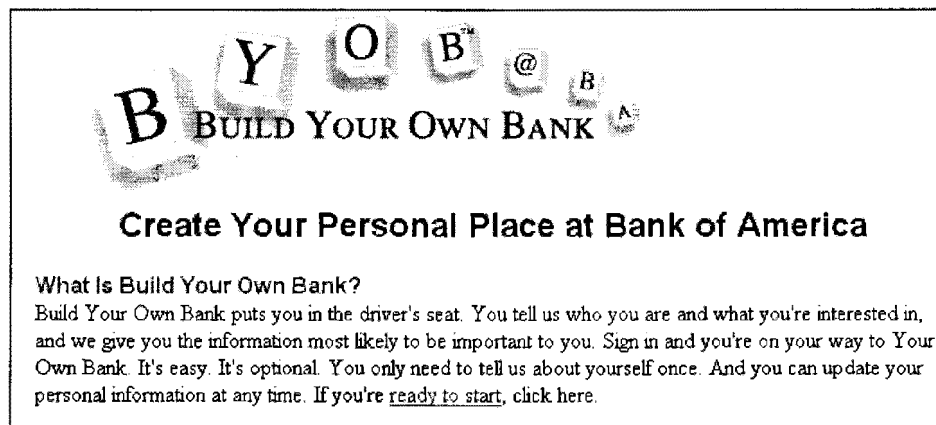 B Y O B™ @ B A
BUILD YOUR OWN BANK
Create Your Personal Place at Bank of America
What Is Build Your Own Bank?
Build Your Own Bank puts you in the driver's seat. You tell us who you are and what you're interested in,
and we give you the information most likely to be important to you. Sign in and you're on your way to Your
Own Bank. It's easy. It's optional. You only need to tell us about yourself once. And you can update your
personal information at any time. If you're ready to start, click here.